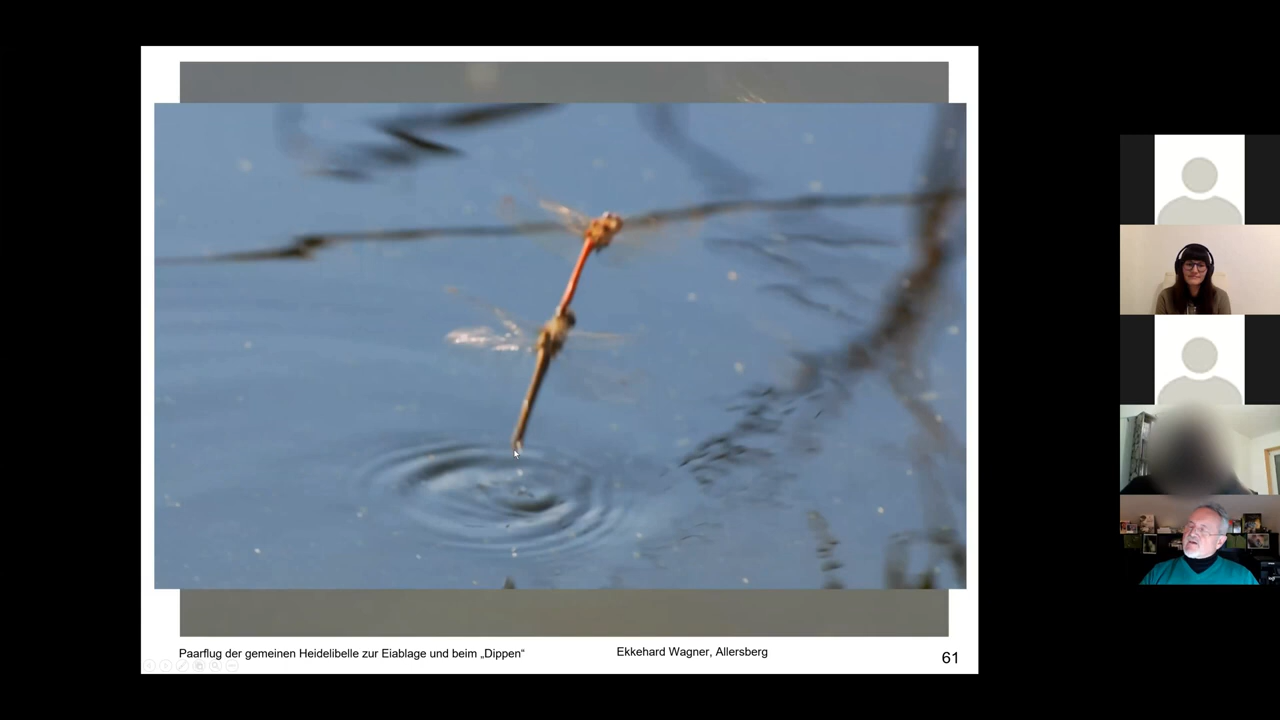 Paarflug der gemeinen Heidelibelle zur Eiablage und beim „Dippen“
Ekkehard Wagner, Allersberg
61